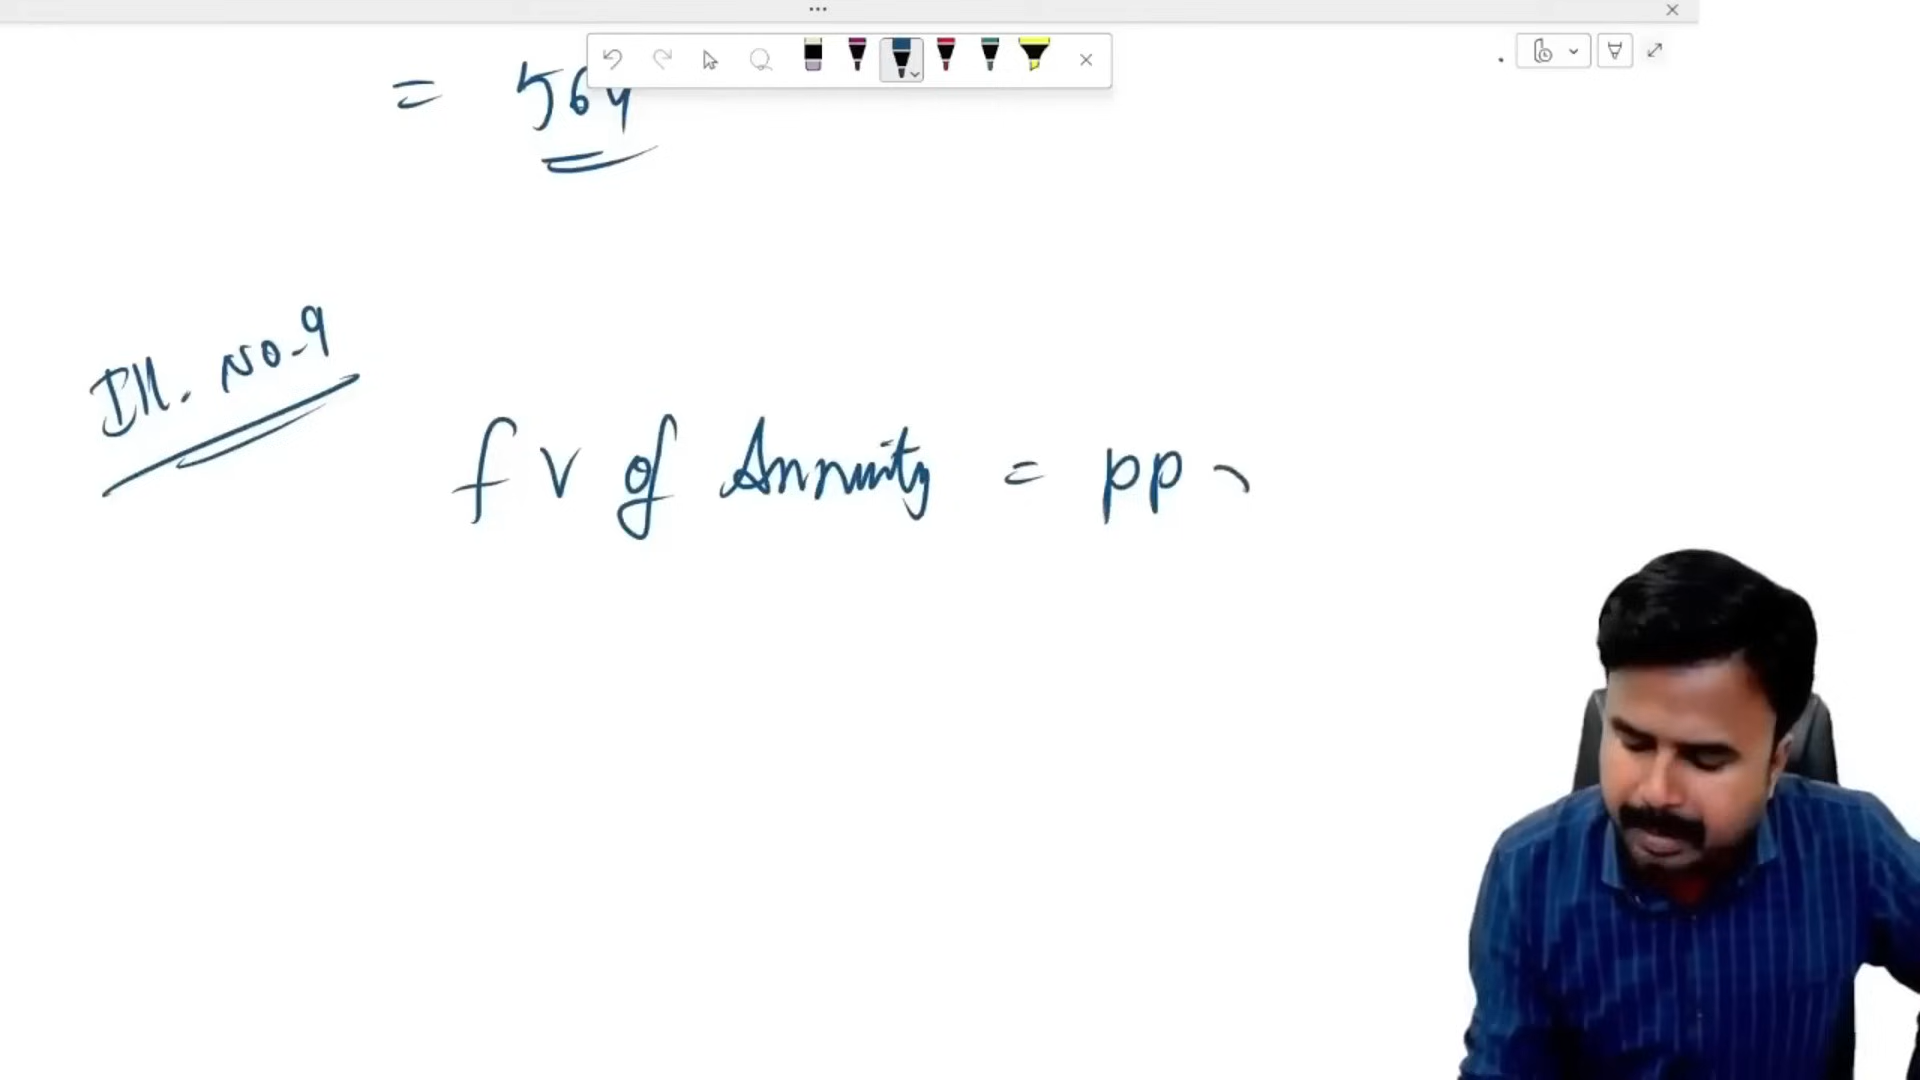 = 564
Ill. No-9
fv of Annuity = pp